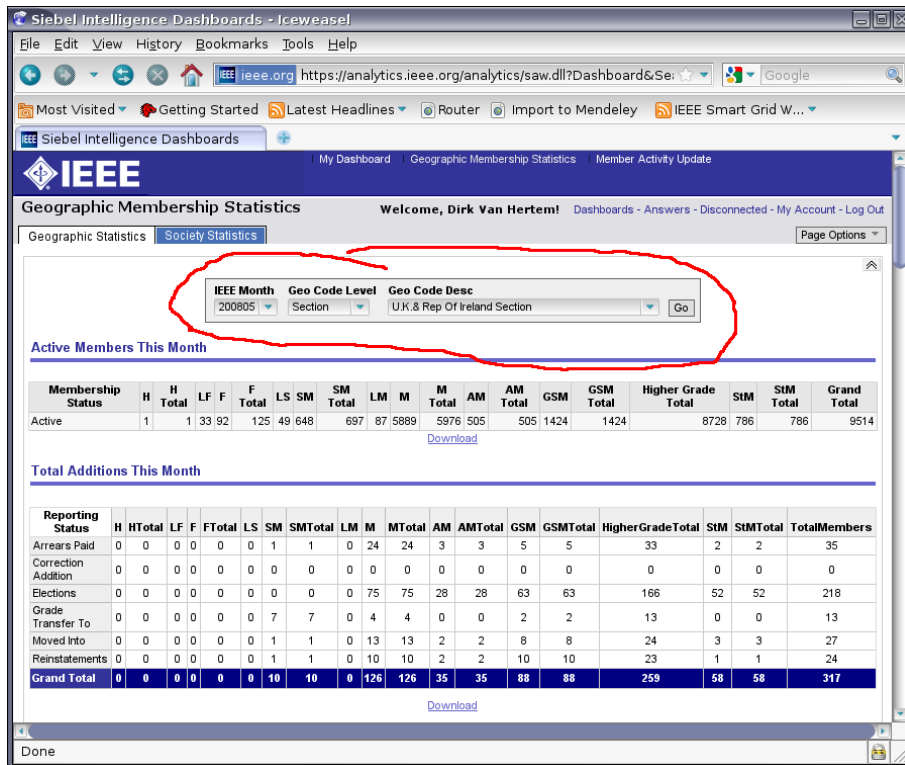 Siebel Intelligence Dashboards - Iceweasel
File Edit View History Bookmarks Tools Help
IEEE ieee.org https://analytics.ieee.org/analytics/saw.dll?Dashboard&Se: Google
Most Visited Getting Started Latest Headlines Router Import to Mendeley IEEE Smart Grid W...
IEEE Siebel Intelligence Dashboards
IEEE
My Dashboard Geographic Membership Statistics Member Activity Update
Geographic Membership Statistics Welcome, Dirk Van Hertem! Dashboards - Answers - Disconnected - My Account - Log Out
Geographic Statistics Society Statistics Page Options
IEEE Month Geo Code Level Geo Code Desc
200805 Section U.K.& Rep Of Ireland Section Go
Active Members This Month
Membership Status H H Total LF F F Total LS SM SM Total LM M M Total AM AM Total GSM GSM Total Higher Grade Total StM StM Total Grand Total
Active 1 1 33 92 125 49 648 697 87 5889 5976 505 505 1424 1424 8728 786 786 9514
Download
Total Additions This Month
Reporting Status H HTotal LF F FTotal LS SM SMTotal LM M MTotal AM AMTotal GSM GSMTotal HigherGradeTotal StM StMTotal TotalMembers
Arrears Paid 0 0 0 0 0 0 1 1 0 24 24 3 3 5 5 33 2 2 35
Correction Addition 0 0 0 0 0 0 0 0 0 0 0 0 0 0 0 0 0 0 0
Elections 0 0 0 0 0 0 0 0 0 75 75 28 28 63 63 166 52 52 218
Grade Transfer To 0 0 0 0 0 0 7 7 0 4 4 0 0 2 2 13 0 0 13
Moved Into 0 0 0 0 0 0 1 1 0 13 13 2 2 8 8 24 3 3 27
Reinstatements 0 0 0 0 0 0 1 1 0 10 10 2 2 10 10 23 1 1 24
Grand Total 0 0 0 0 0 0 10 10 0 126 126 35 35 88 88 259 58 58 317
Download
Done